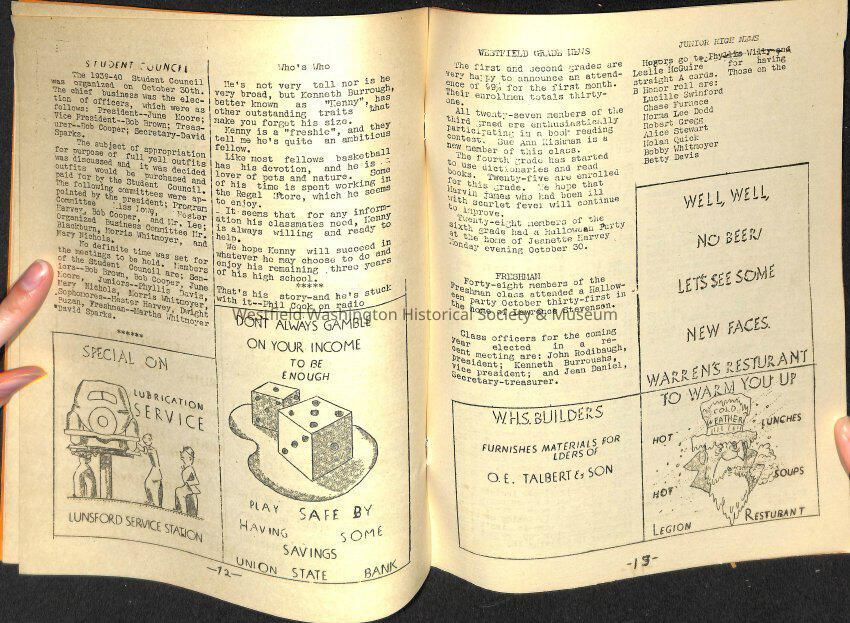 STUDENT COUNCIL
The 1939-40 Student Council
was organized on October 30th.
The chief business was the elec-
tion of officers, which were as
follows: President--June Moore;
Vice President--Bob Brown; Treas-
urer--Bob Cooper; Secretary-David
Sparks.
The subject of appropriation
for purpose of full yell outfits
was discussed and it was decided
outfits would be purchased and
paid for by the Student Council.
The following committees were ap-
pointed by the president; Program
Committee Miss Long, Hester
Harvey, Bob Cooper, and Mr. Lee;
Organized Business Committee Mr.
Blackburn, Morris Whitmoyer, and
Mary Nichols.
No definite time was set for
the meetings to be held. Members
of the Student Council are: Sen-
iors--Bob Brown, Bob Cooper, June
Moore, Juniors--Phyllis Davis,
Mary Nichols, Morris Whitmoyer,
Sophomores--Hester Harvey, Dwight
Puzan, Freshman--Martha Whitmoyer
David Sparks.
******
SPECIAL ON
LUBRICATION
SERVICE
LUNSFORD SERVICE STATION
Who's Who
He's not very tall nor is he
very broad, but Kenneth Burrough,
better known as "Kenny", has
other outstanding traits that
make you forget his size.
Kenny is a "freshie", and they
tell me he's quite an ambitious
fellow.
Like most fellows basketball
has his devotion, and he is a
lover of pets and nature. Some
of his time is spent working in
the Regal Store, which he seems
to enjoy.
It seems that for any inform-
ation his classmates need, Kenny
is always willing and ready to
help.
We hope Kenny will succeed in
whatever he may choose to do and
enjoy his remaining three years
of his high school.
*****
That's his story-and he's stuck
with it--Phil Cook on radio
DONT ALWAYS GAMBLE
ON YOUR INCOME
TO BE
ENOUGH
PLAY SAFE BY
HAVING SOME
SAVINGS
UNION STATE BANK
-12-
WESTFIELD GRADE NEWS
The first and second grades are
very happy to announce an attend-
ence of 99% for the first month.
Their enrollmen totals thirty-
one.
All twenty-seven members of the
third graed are enthusiastically
participating in a book reading
contest. Sue Ann Kishman is a
new member of this class.
The fourth grade has started
to use dictionaries and read
books. Twenty-five are enrolled
for this grade. We hope that
Marvin James who had been ill
with scarlet fever will continue
to improve.
Twenty-eight members of the
sixth grade had a Halloween Party
at the home of Jeanette Harvey
Monday evening October 30.
FRESHMAN
Forty-eight members of the
Freshman class attended a Hallow-
een party October thirty-first in
home of Lawrence Stevenson.
Class officers for the coming
year elected in a re-
cent meeting are: John Rodibaugh,
president; Kenneth Burroughs,
Vice president; and Jean Daniel,
Secretary-treasurer.
W.H.S. BUILDERS
FURNISHES MATERIALS FOR
LDERS OF
O.E. TALBERT & SON
JUNIOR HIGH NEWS
Honors go to Phyllis Wilty and
Leslie McGuire for having
straight A cards. Those on the
B Honor roll are:
Lucille Swinford
Chase Furnace
Norma Lee Dodd
Robert Gregg
Alice Stewart
Nolan Quick
Bobby Whitmoyer
Betty Davis
WELL, WELL,
NO BEER!
LETS SEE SOME
NEW FACES.
WARREN'S RESTURANT
TO WARM YOU UP
COLD
WEATHER
HOT LUNCHES
HOT SOUPS
LEGION RESTURANT
-13-
Westfield Washington Historical Society & Museum